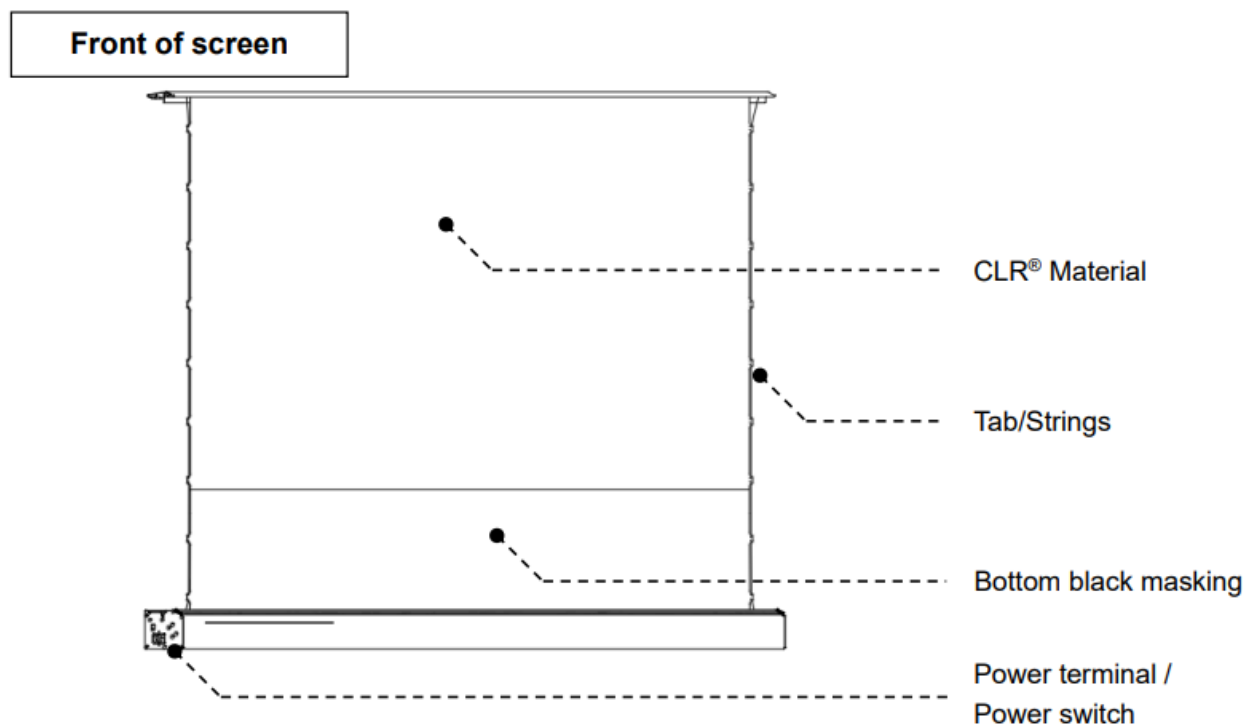 Front of screen
CLR® Material
Tab/Strings
Bottom black masking
Power terminal /
Power switch